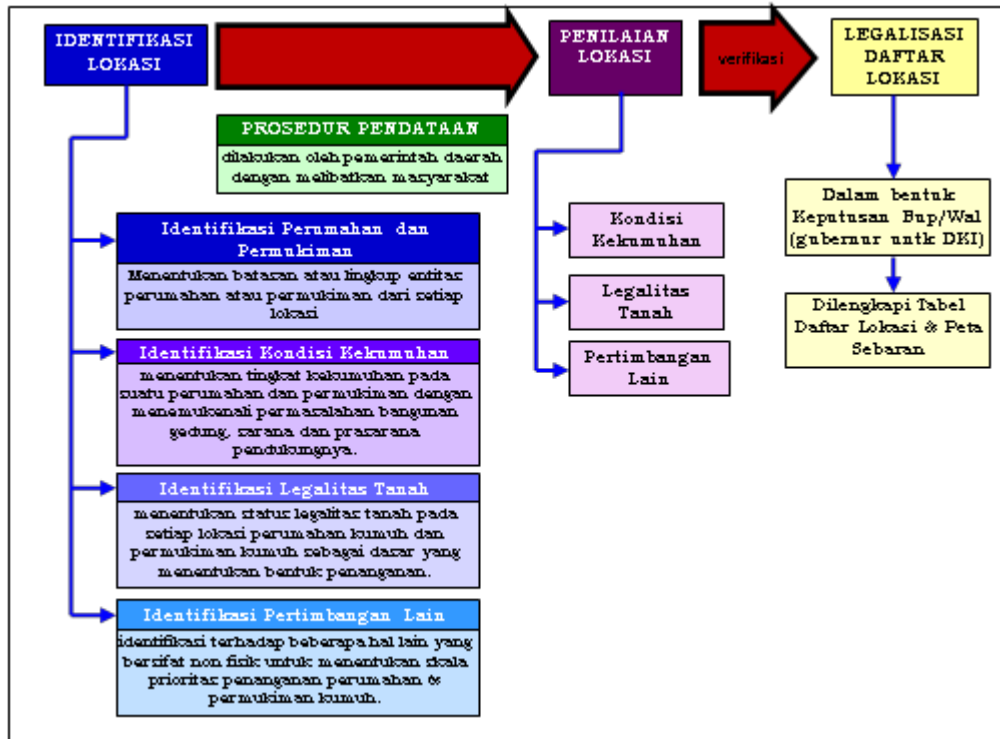 IDENTIFIKASI
LOKASI
PROSEDUR PENDATAAN
dilakukan oleh pemerintah daerah
dengan melibatkan masyarakat
Identifikasi Perumahan dan
Permukiman
Menentukan batasan atau lingkup entitas
perumahan atau permukiman dari setiap
lokasi
Identifikasi Kondisi Kekumuhan
menentukan tingkat kekumuhan pada
suatu perumahan dan permukiman dengan
menemukenali permasalahan bangunan
gedung, sarana dan prasarana
pendukungnya.
Identifikasi Legalitas Tanah
menentukan status legalitas tanah pada
setiap lokasi perumahan kumuh dan
permukiman kumuh sebagai dasar yang
menentukan bentuk penanganan.
Identifikasi Pertimbangan Lain
identifikasi terhadap beberapa hal lain yang
bersifat non fisik untuk menentukan skala
prioritas penanganan perumahan &
permukiman kumuh.
PENILAIAN
LOKASI
Kondisi
Kekumuhan
Legalitas
Tanah
Pertimbangan
Lain
verifikasi
LEGALISASI
DAFTAR
LOKASI
Dalam bentuk
Keputusan Bup/Wal
(gubernur untk DKI)
Dilengkapi Tabel
Daftar Lokasi & Peta
Sebaran